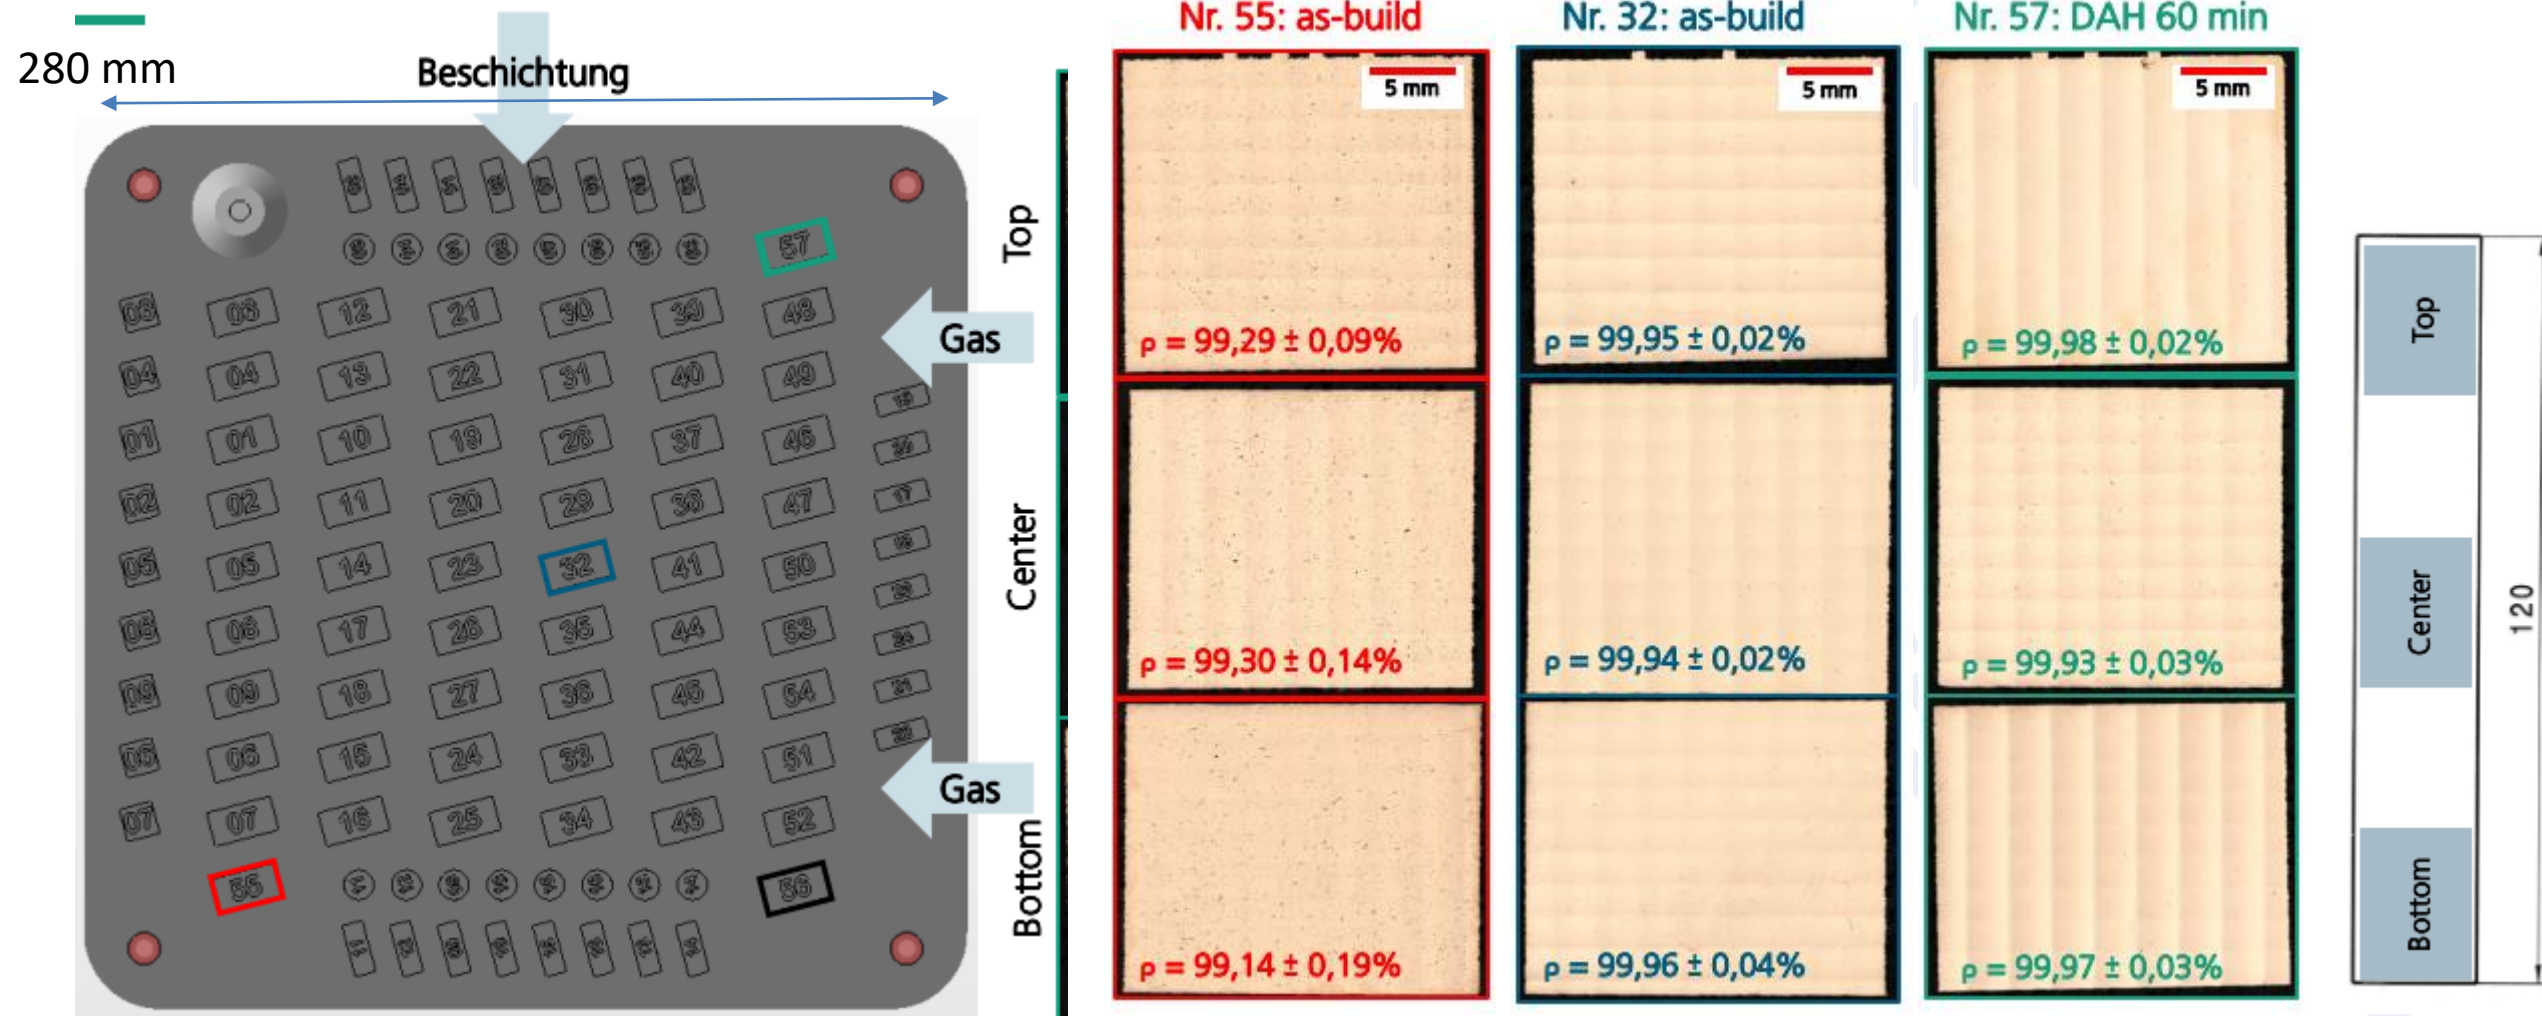 280 mm
Beschichtung
57
03 06 12 21 30 39 48
04 04 13 22 31 40 49
01 01 10 19 28 37 46
02 02 11 20 29 38 47
05 05 14 23 32 41 50
08 08 17 26 35 44 53
09 09 18 27 36 45 54
06 06 15 24 33 42 51
07 07 16 25 34 43 52
55 56
Gas
Gas
Top
Center
Bottom
Nr. 55: as-build
5 mm
ρ = 99,29 ± 0,09%
ρ = 99,30 ± 0,14%
ρ = 99,14 ± 0,19%
Nr. 32: as-build
5 mm
ρ = 99,95 ± 0,02%
ρ = 99,94 ± 0,02%
ρ = 99,96 ± 0,04%
Nr. 57: DAH 60 min
5 mm
ρ = 99,98 ± 0,02%
ρ = 99,93 ± 0,03%
ρ = 99,97 ± 0,03%
Top
Center
Bottom
120